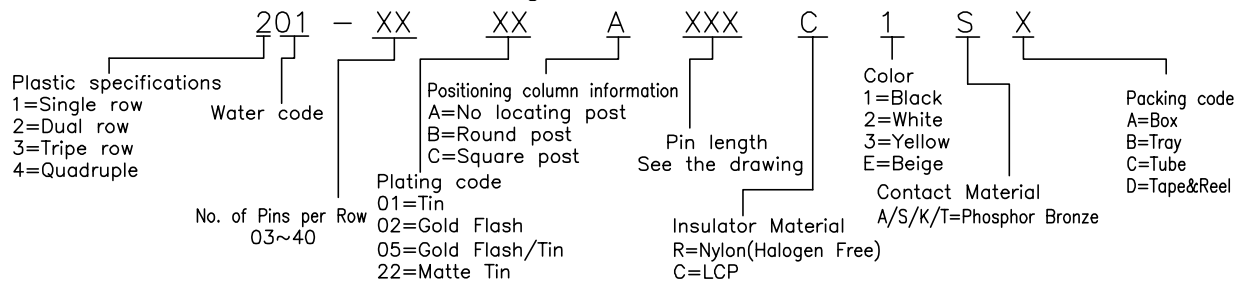 201 - XX XX A XXX C 1 S X
Plastic specifications
1=Single row
2=Dual row
3=Tripe row
4=Quadruple
Water code
No. of Pins per Row
03~40
Plating code
01=Tin
02=Gold Flash
05=Gold Flash/Tin
22=Matte Tin
Positioning column information
A=No locating post
B=Round post
C=Square post
Pin length
See the drawing
Insulator Material
R=Nylon(Halogen Free)
C=LCP
Color
1=Black
2=White
3=Yellow
E=Beige
Contact Material
A/S/K/T=Phosphor Bronze
Packing code
A=Box
B=Tray
C=Tube
D=Tape&Reel